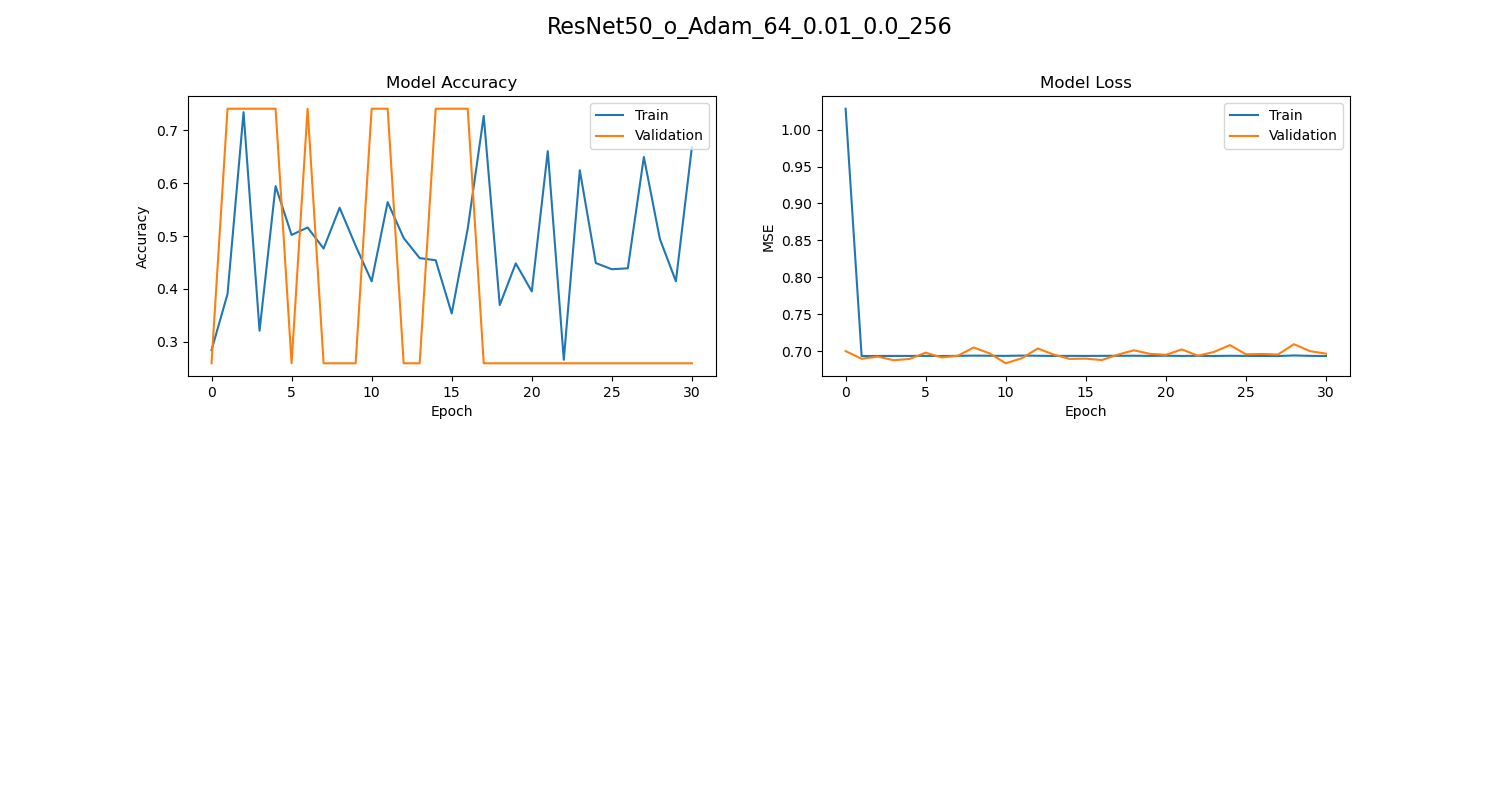 ResNet50_o_Adam_64_0.01_0.0_256
Model Accuracy
Train
Validation
0.7
0.6
0.5
0.4
0.3
Accuracy
0
5
10
15
20
25
30
Epoch
Model Loss
Train
Validation
1.00
0.95
0.90
0.85
0.80
0.75
0.70
MSE
0
5
10
15
20
25
30
Epoch